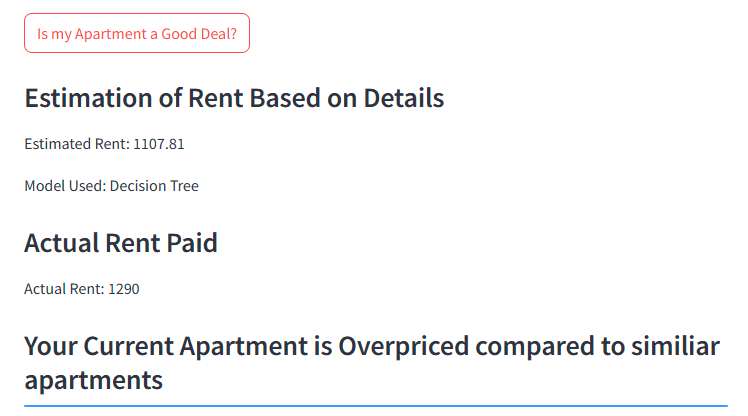 Is my Apartment a Good Deal?
Estimation of Rent Based on Details
Estimated Rent: 1107.81
Model Used: Decision Tree
Actual Rent Paid
Actual Rent: 1290
Your Current Apartment is Overpriced compared to similiar
apartments